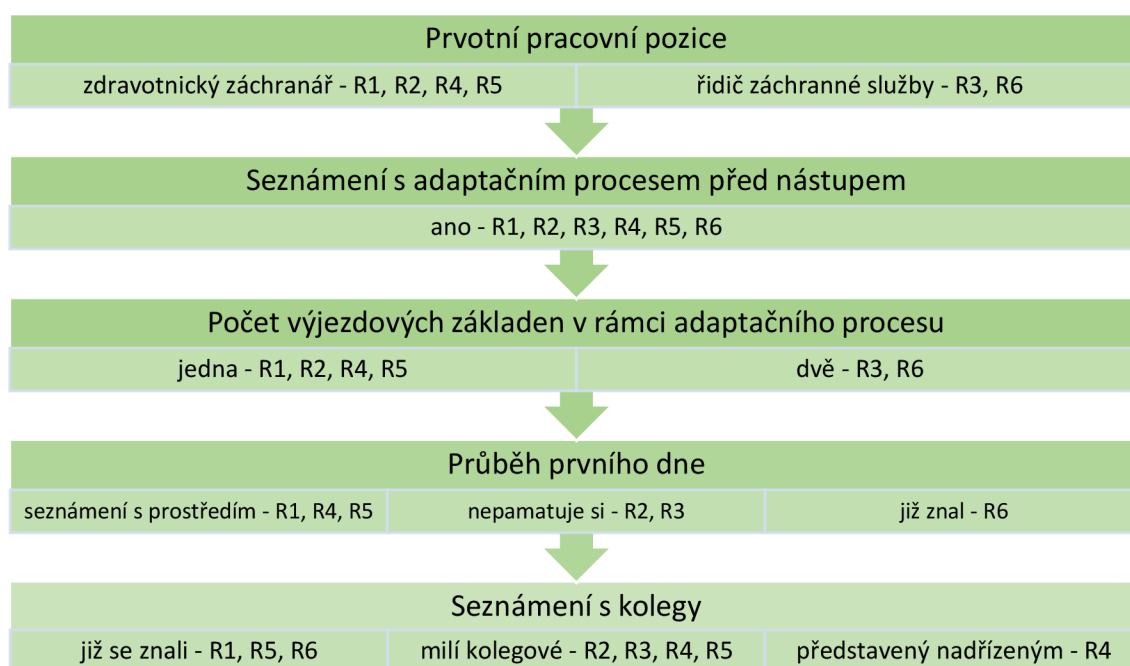 Prvotní pracovní pozice
zdravotnický záchranář - R1, R2, R4, R5
řidič záchranné služby - R3, R6
Seznámení s adaptačním procesem před nástupem
ano - R1, R2, R3, R4, R5, R6
Počet výjezdových základen v rámci adaptačního procesu
jedna - R1, R2, R4, R5
dvě - R3, R6
Průběh prvního dne
seznámení s prostředím - R1, R4, R5
nepamatuje si - R2, R3
již znal - R6
Seznámení s kolegy
již se znali - R1, R5, R6
milí kolegové - R2, R3, R4, R5
představený nadřízeným - R4